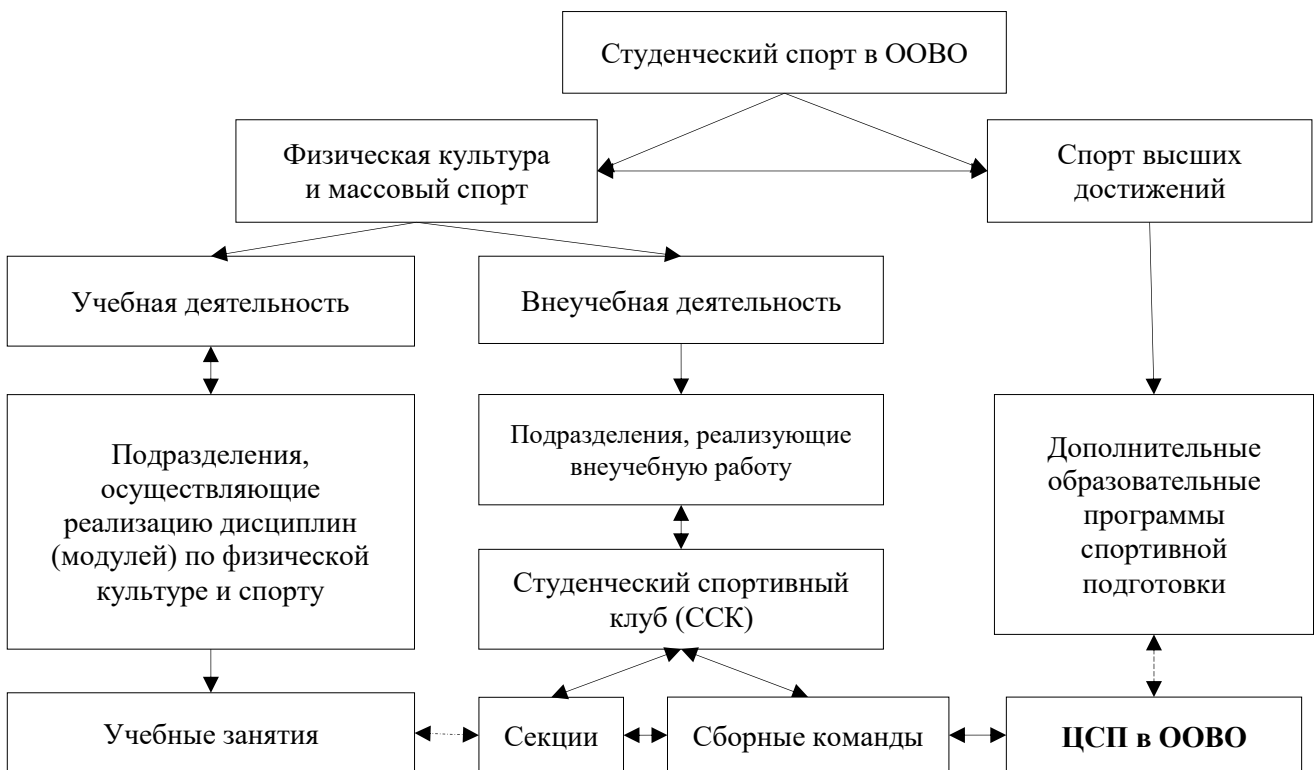 Студенческий спорт в ООВО
Физическая культура
и массовый спорт
Спорт высших
достижений
Учебная деятельность
Внеучебная деятельность
Подразделения,
осуществляющие
реализацию дисциплин
(модулей) по физической
культуре и спорту
Подразделения, реализующие
внеучебную работу
Дополнительные
образовательные
программы
спортивной
подготовки
Студенческий спортивный
клуб (ССК)
Учебные занятия
Секции
Сборные команды
ЦСП в ООВО